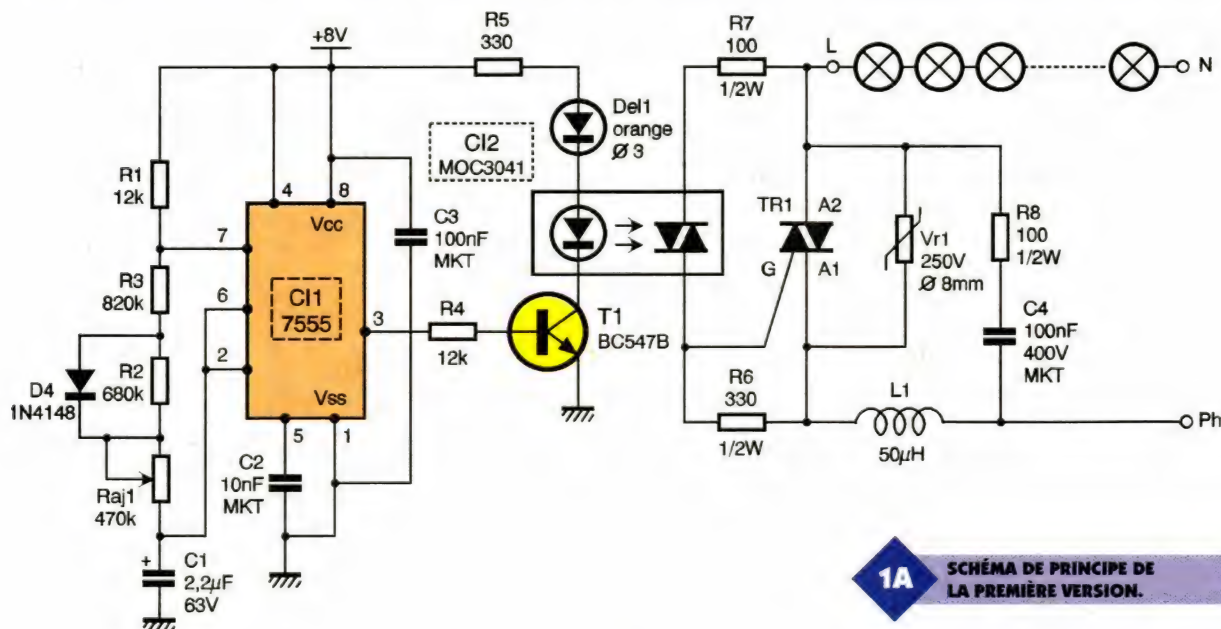 +8V
R5
330
R7
100
1/2W
L
N
Del1
orange
Ø 3
CI2
MOC3041
R1
12k
4
8
Vcc
7
C3
100nF
MKT
TR1
A2
G
A1
Vr1
250V
Ø 8mm
R8
100
1/2W
R3
820k
6
CI1
7555
3
R4
12k
T1
BC547B
C4
100nF
400V
MKT
2
R2
680k
D4
1N4148
Vss
5
1
R6
330
1/2W
L1
50µH
Ph
C2
10nF
MKT
Raj1
470k
+
C1
2,2µF
63V
1A
SCHÉMA DE PRINCIPE DE
LA PREMIÈRE VERSION.